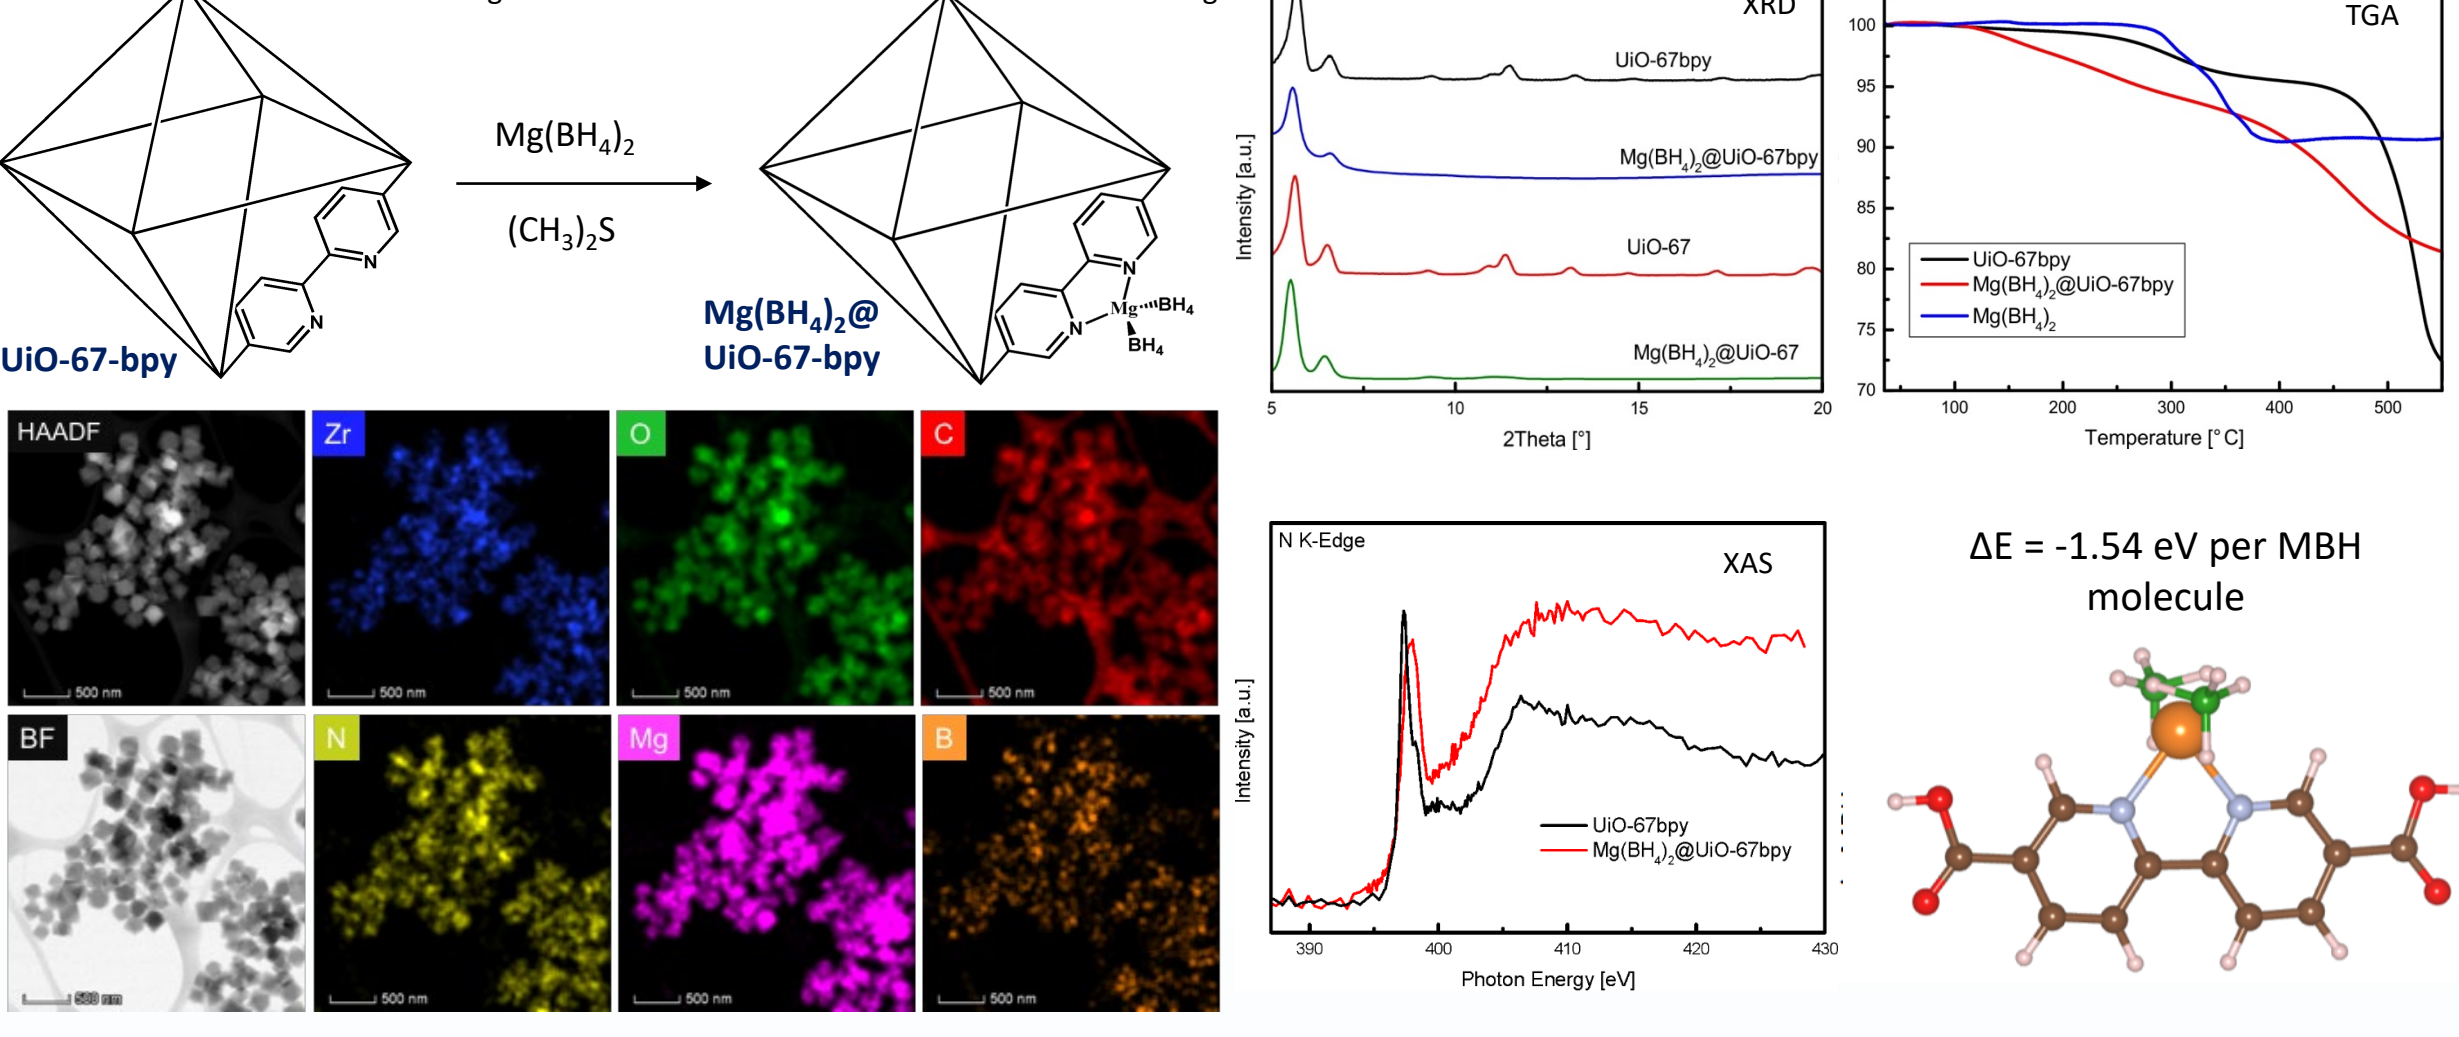 g
g
Mg(BH4)2
(CH3)2S
N
N
UiO-67-bpy
N
N
Mg
BH4
BH4
Mg(BH4)2@
UiO-67-bpy
XRD
UiO-67bpy
Mg(BH4)2@UiO-67bpy
UiO-67
Mg(BH4)2@UiO-67
Intensity [a.u.]
5 10 15 20
2Theta [°]
TGA
100
95
90
85
80
75
70
UiO-67bpy
Mg(BH4)2@UiO-67bpy
Mg(BH4)2
100 200 300 400 500
Temperature [°C]
HAADF
500 nm
Zr
500 nm
O
500 nm
C
500 nm
BF
500 nm
N
500 nm
Mg
500 nm
B
500 nm
N K-Edge
XAS
Intensity [a.u.]
UiO-67bpy
Mg(BH4)2@UiO-67bpy
390 400 410 420 430
Photon Energy [eV]
ΔE = -1.54 eV per MBH
molecule